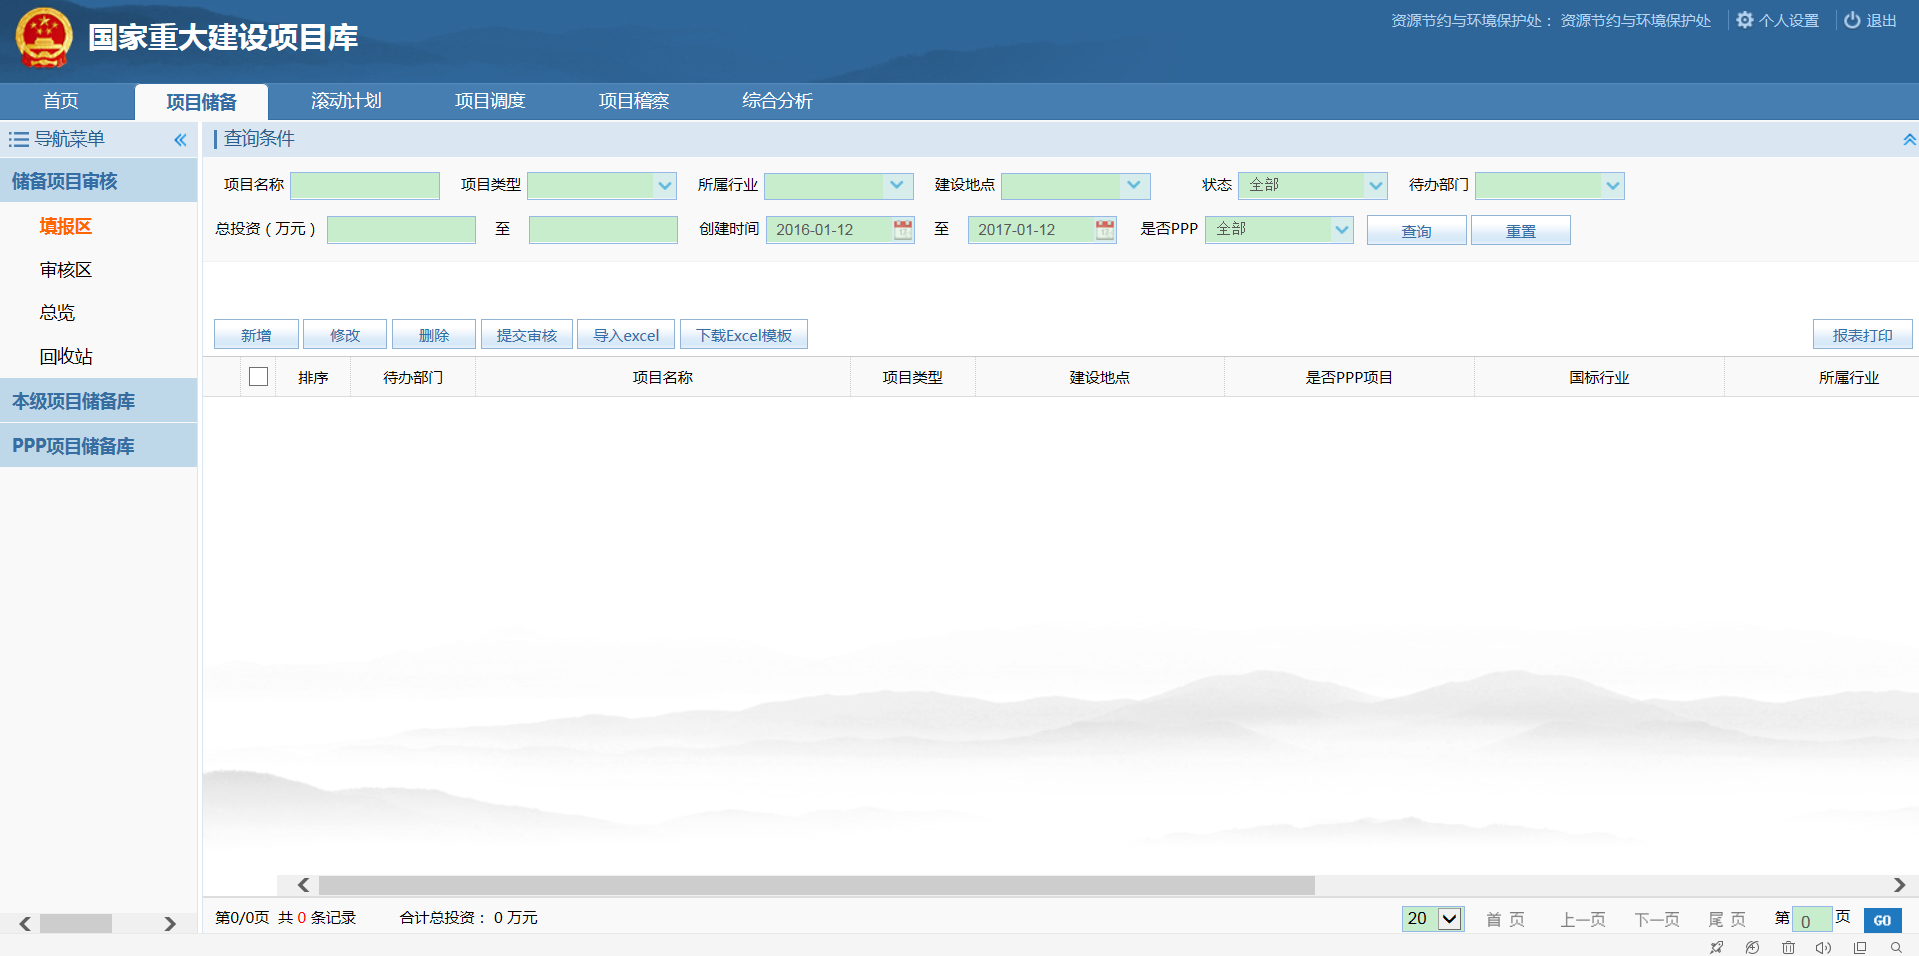 国家重大建设项目库
资源节约与环境保护处： 资源节约与环境保护处 个人设置 退出
首页 项目储备 滚动计划 项目调度 项目稽察 综合分析
导航菜单
储备项目审核
填报区
审核区
总览
回收站
本级项目储备库
PPP项目储备库
查询条件
项目名称 项目类型 所属行业 建设地点 状态 全部 待办部门
总投资（万元） 至 创建时间 2016-01-12 至 2017-01-12 是否PPP 全部 查询 重置
新增 修改 删除 提交审核 导入excel 下载Excel模板 报表打印
排序 待办部门 项目名称 项目类型 建设地点 是否PPP项目 国标行业 所属行业
第0/0页 共 0 条记录 合计总投资： 0 万元 20 首 页 上一页 下一页 尾 页 第 0 页 GO